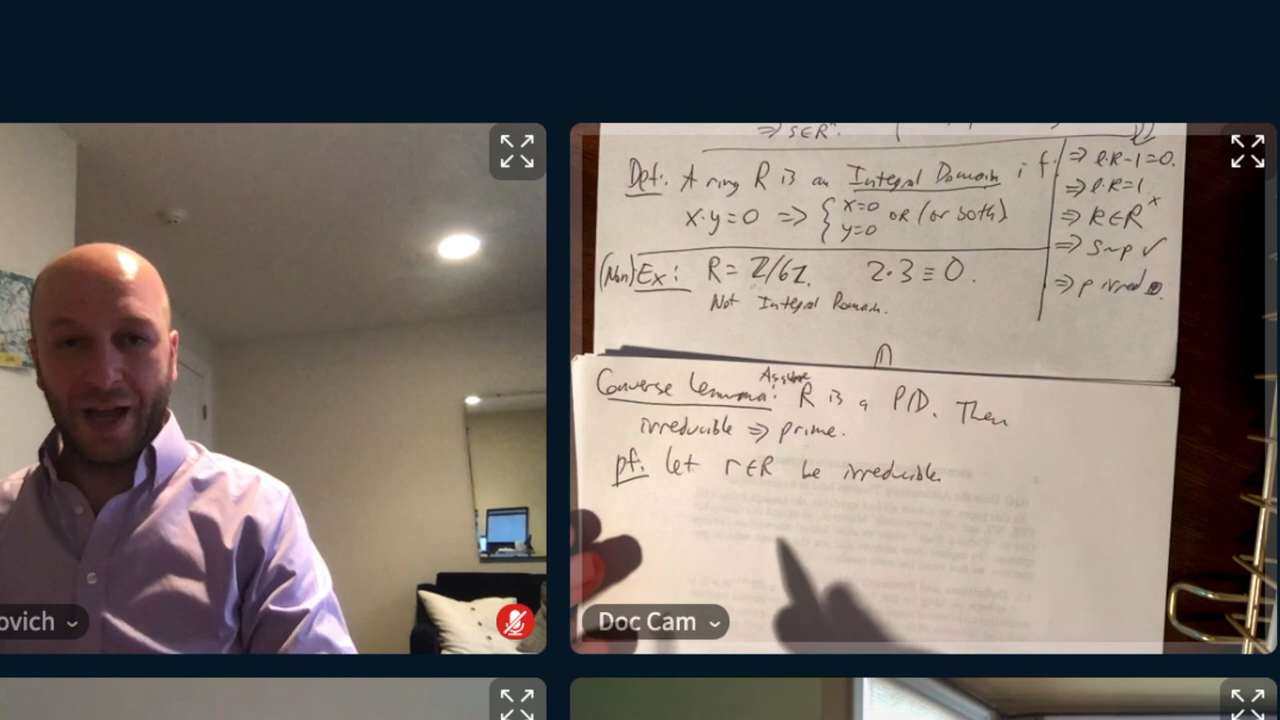 ⇒ s∈R^x.
Def: A ring R is an Integral Domain if
x·y=0 ⇒ { x=0 OR (or both)
y=0
(Non) Ex: R = Z/6Z. 2·3 ≡ 0.
Not Integral Domain.
⇒ l·R-1=0.
⇒ l·R=1
⇒ R∈R^x
⇒ s~p ✓
⇒ p irred
Converse Lemma: Assume R is a PID. Then
irreducible ⇒ prime.
pf: Let r∈R be irreducible.
ovich
Doc Cam